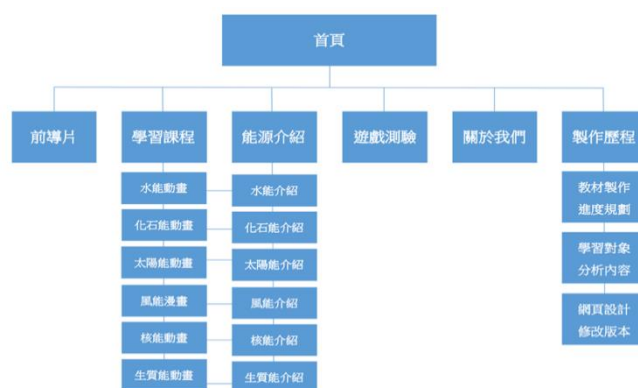 首頁
前導片
學習課程
能源介紹
遊戲測驗
關於我們
製作歷程
水能動畫
水能介紹
化石能動畫
化石能介紹
太陽能動畫
太陽能介紹
風能漫畫
風能介紹
核能動畫
核能介紹
生質能動畫
生質能介紹
教材製作
進度規劃
學習對象
分析內容
網頁設計
修改版本